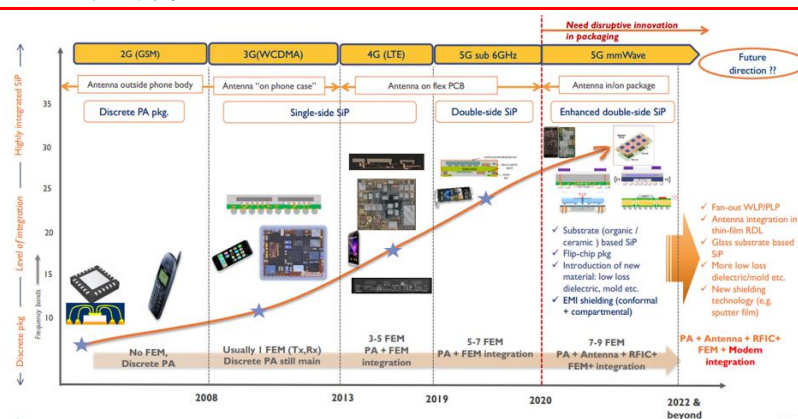 Need disruptive innovation
in packaging
2G (GSM)
3G(WCDMA)
4G (LTE)
5G sub 6GHz
5G mmWave
Future
direction ??
Antenna outside phone body
Antenna "on phone case"
Antenna on flex PCB
Antenna in/on package
Discrete PA pkg.
Single-side SiP
Double-side SiP
Enhanced double-side SiP
Highly integrated SiP
Level of integration
Discrete pkg
Frequency bands
35
30
25
20
15
10
✓ Substrate (organic /
ceramic ) based SiP
✓ Flip-chip pkg
✓ Introduction of new
material: low loss
dielectric, mold etc.
✓ EMI shielding (conformal
+ compartmental)
✓ Fan-out WLP/PLP
✓ Antenna integration in
thin-film RDL
✓ Glass substrate based
SiP
✓ More low loss
dielectric/mold etc.
✓ New shielding
technology (e.g.
sputter film)
No FEM,
Discrete PA
Usually 1 FEM (Tx,Rx)
Discrete PA still main
3-5 FEM
PA + FEM
integration
5-7 FEM
PA + FEM integration
7-9 FEM
PA + Antenna + RFIC+
FEM+ integration
PA + Antenna + RFIC+
FEM + Modem
integration
2008
2013
2019
2020
2022 &
beyond